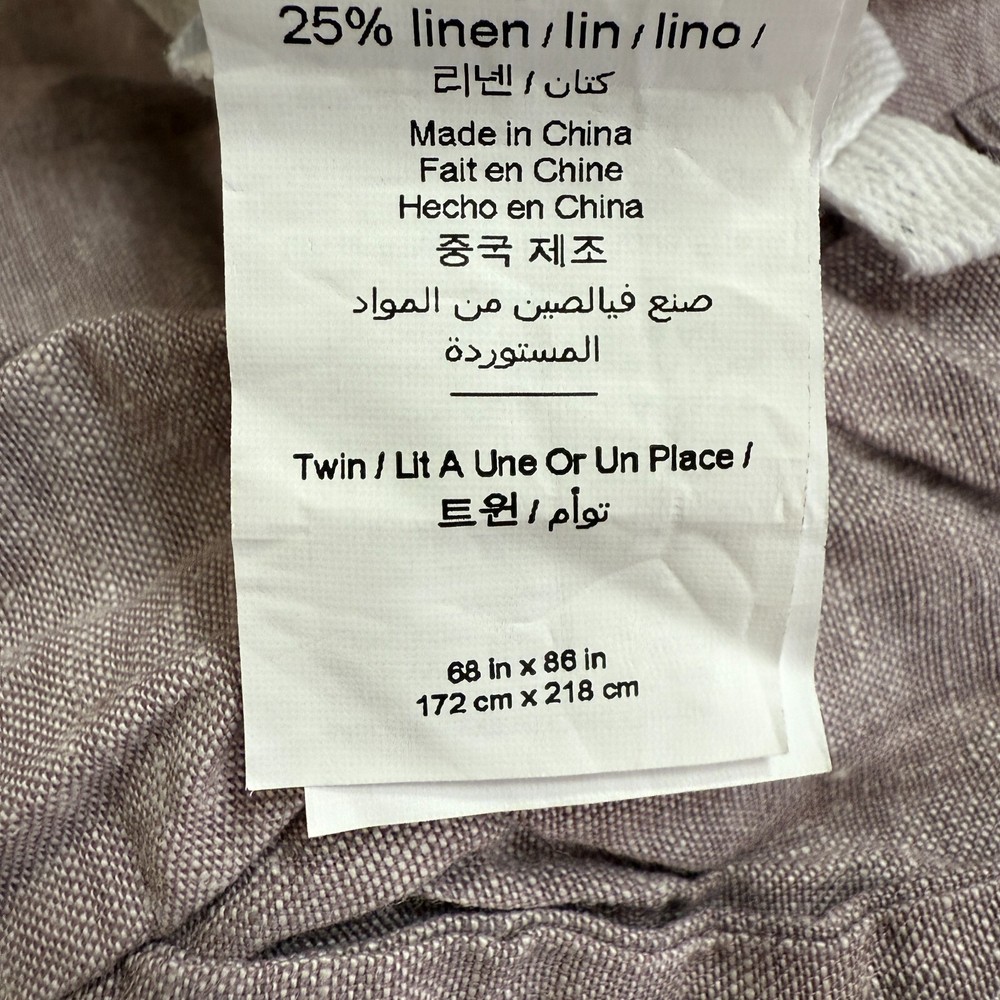 25% linen / lin / lino /
리넨 / كتان
Made in China
Fait en Chine
Hecho en China
중국 제조
صنع فيالصين من المواد
المستوردة
Twin / Lit A Une Or Un Place /
트윈 / توأم
68 in x 86 in
172 cm x 218 cm